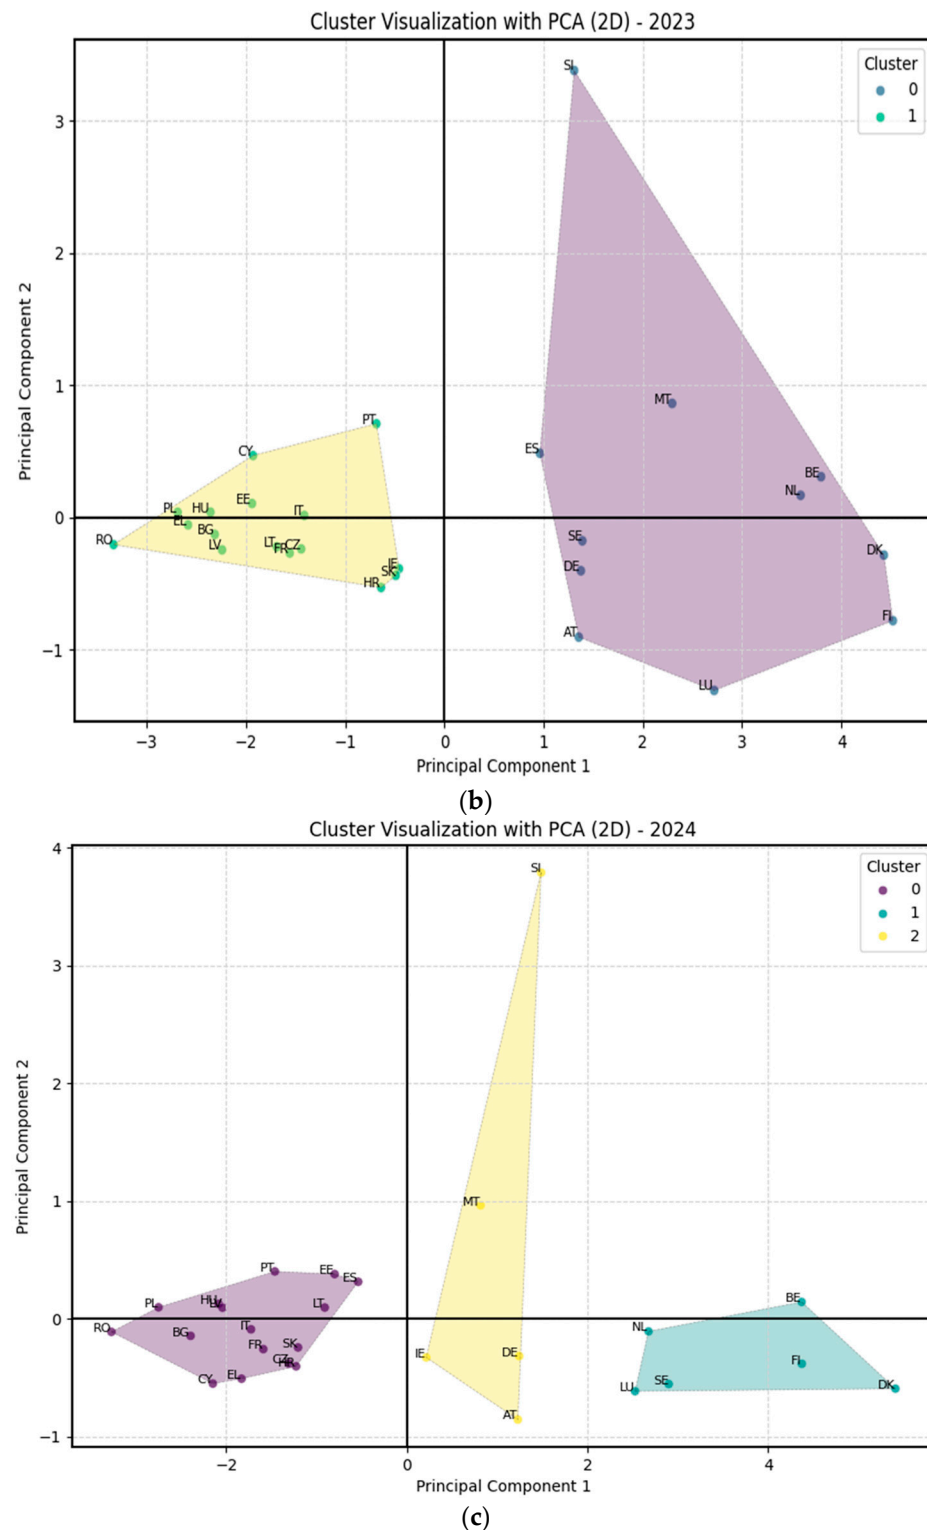 Cluster Visualization with PCA (2D) - 2023
Cluster
0
1
SI
3
2
MT
1
PT
ES
CY
BE
NL
EE
PL
HU
IT
0
EL
BG
RO
SE
LT
FR
CZ
LV
DK
IE
DE
SK
HR
FI
AT
−1
LU
Principal Component 2
−3
−2
−1
0
1
2
3
4
Principal Component 1
(b)
Cluster Visualization with PCA (2D) - 2024
4
Cluster
0
1
2
SI
3
2
MT
1
PT
EE
ES
BE
PL
HU
LV
LT
0
RO
BG
IT
NL
FR
SK
IE
DE
CZ
HR
FI
EL
CY
SE
LU
DK
AT
−1
Principal Component 2
−2
0
2
4
Principal Component 1
(c)